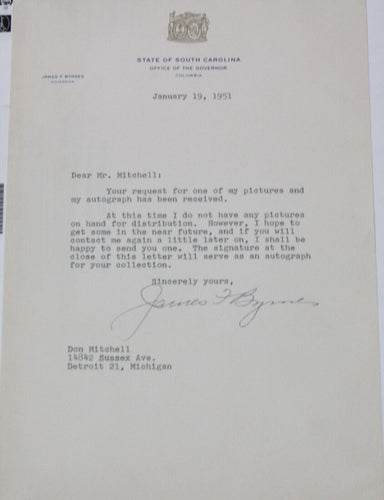 STATE OF SOUTH CAROLINA
OFFICE OF THE GOVERNOR
COLUMBIA
JAMES F BYRNES
GOVERNOR
January 19, 1951
Dear Mr. Mitchell:
Your request for one of my pictures and
my autograph has been received.
At this time I do not have any pictures
on hand for distribution. However, I hope to
get some in the near future, and if you will
contact me again a little later on, I shall be
happy to send you one. The signature at the
close of this letter will serve as an autograph
for your collection.
Sincerely yours,
James F Byrnes
Don Mitchell
14842 Sussex Ave.
Detroit 21, Michigan